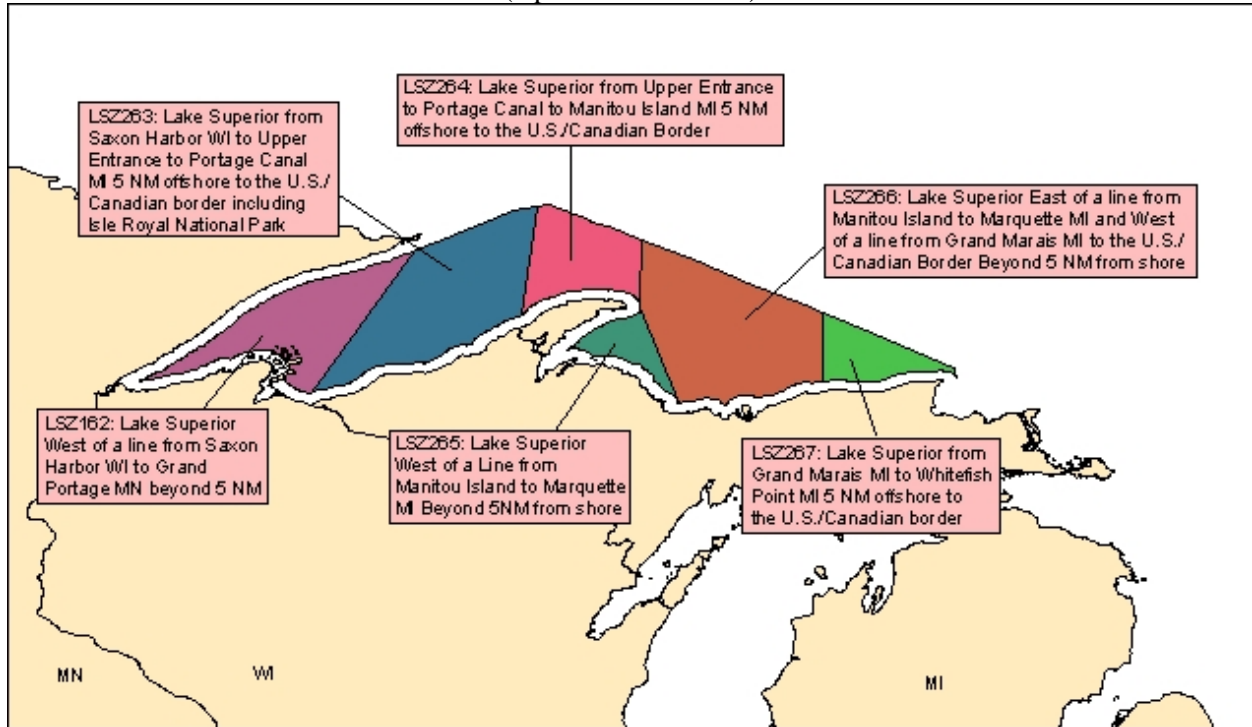 LSZ264: Lake Superior from Upper Entrance
to Portage Canal to Manitou Island MI 5 NM
offshore to the U.S./Canadian Border
LSZ263: Lake Superior from
Saxon Harbor WI to Upper
Entrance to Portage Canal
MI 5 NM offshore to the U.S./
Canadian border including
Isle Royal National Park
LSZ266: Lake Superior East of a line from
Manitou Island to Marquette MI and West
of a line from Grand Marais MI to the U.S./
Canadian Border Beyond 5 NM from shore
LSZ162: Lake Superior
West of a line from Saxon
Harbor WI to Grand
Portage MN beyond 5 NM
LSZ265: Lake Superior
West of a Line from
Manitou Island to Marquette
MI Beyond 5NM from shore
LSZ267: Lake Superior from
Grand Marais MI to Whitefish
Point MI 5 NM offshore to
the U.S./Canadian border
MN
WI
MI